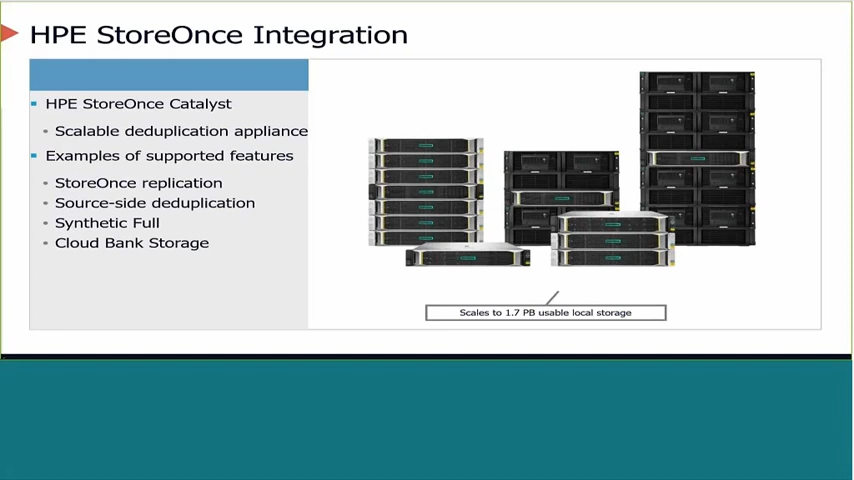 HPE StoreOnce Integration
HPE StoreOnce Catalyst
Scalable deduplication appliance
Examples of supported features
StoreOnce replication
Source-side deduplication
Synthetic Full
Cloud Bank Storage
Scales to 1.7 PB usable local storage